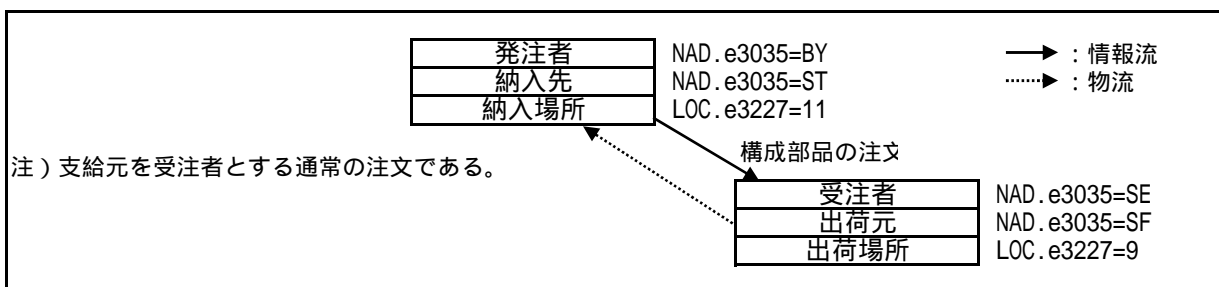 発注者 NAD.e3035=BY
納入先 NAD.e3035=ST
納入場所 LOC.e3227=11
：情報流
：物流
構成部品の注文
注）支給元を受注者とする通常の注文である。
受注者 NAD.e3035=SE
出荷元 NAD.e3035=SF
出荷場所 LOC.e3227=9